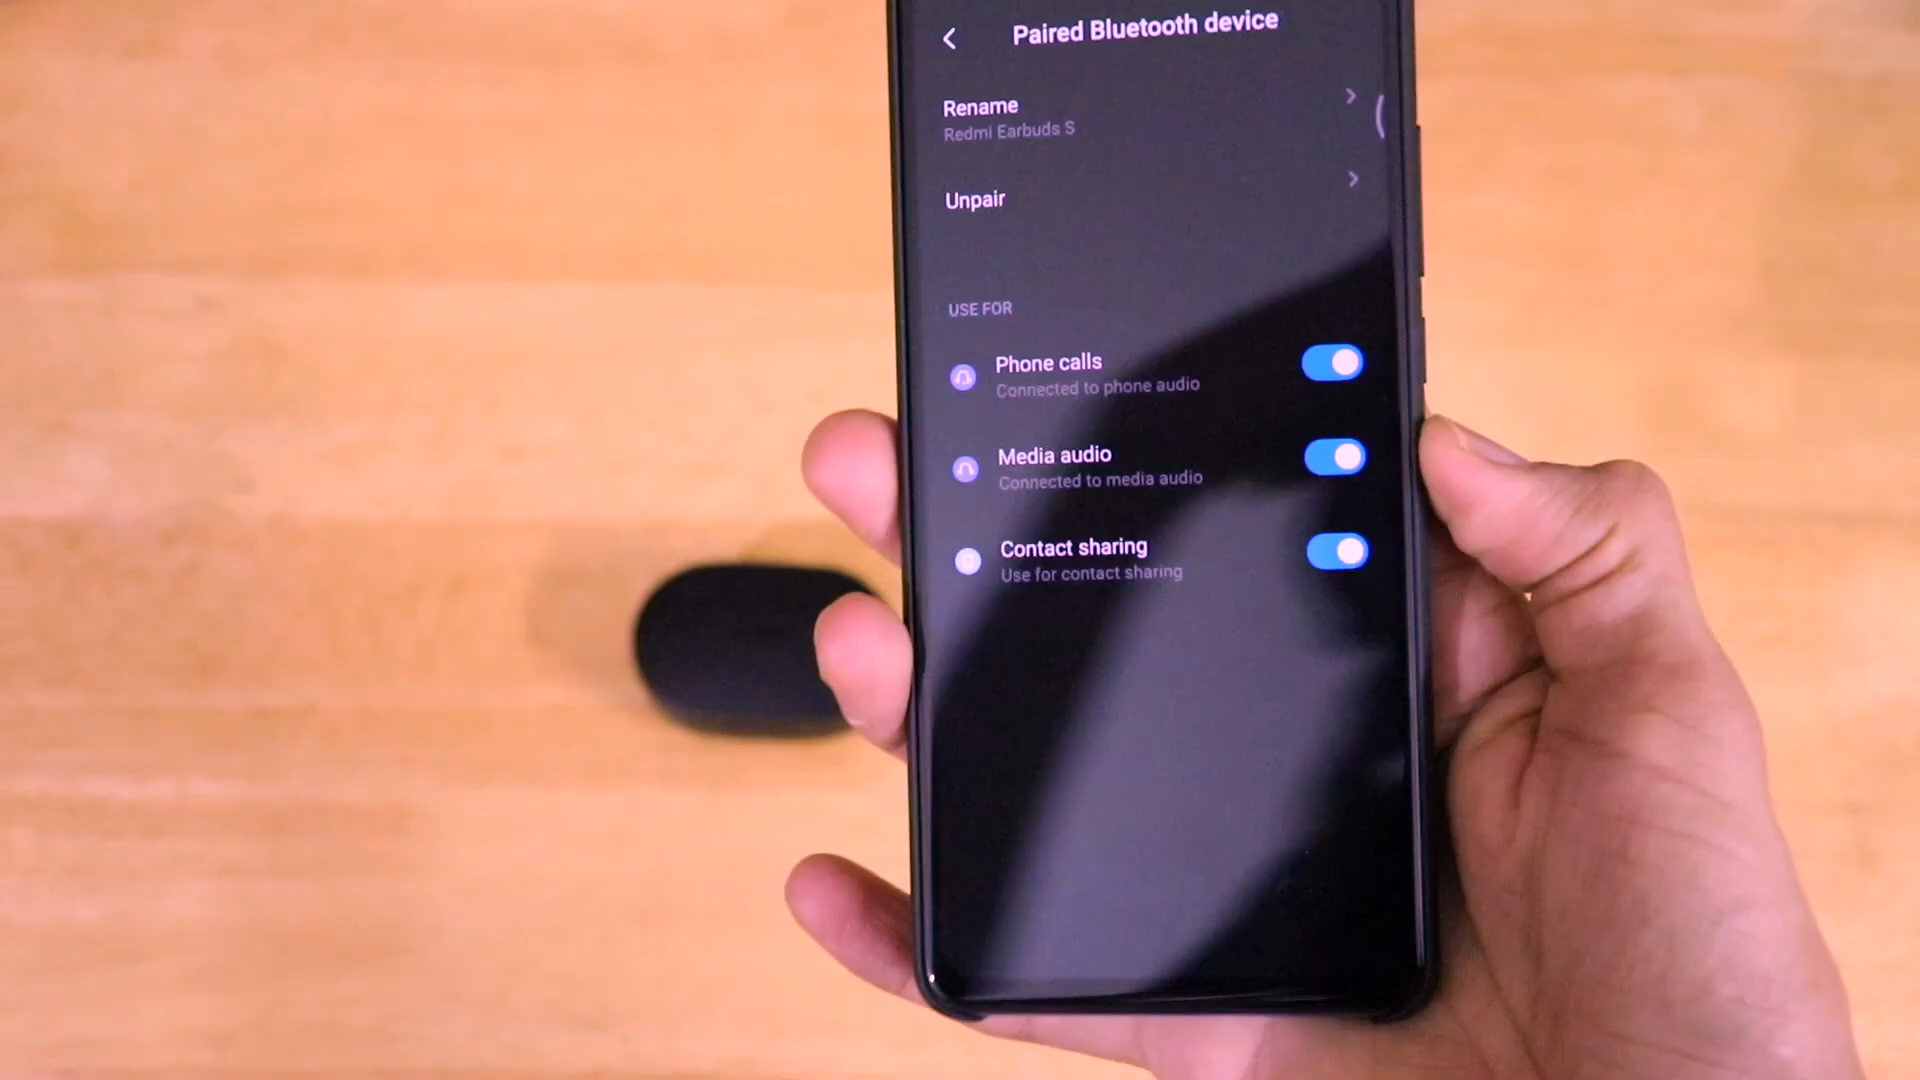 Paired Bluetooth device
Rename
Redmi Earbuds S
Unpair
USE FOR
Phone calls
Connected to phone audio
Media audio
Connected to media audio
Contact sharing
Use for contact sharing